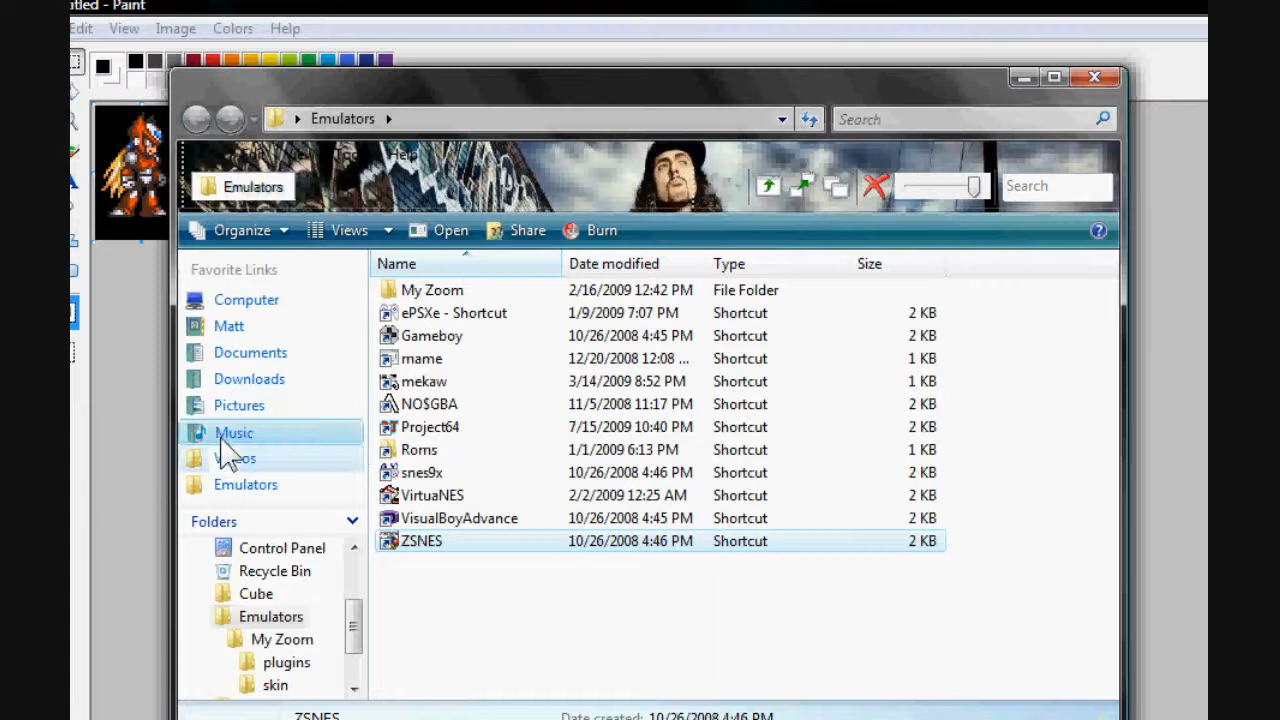 titled - Paint
Edit View Image Colors Help
Emulators
Search
Help
Emulators
Search
Organize Views Open Share Burn
Favorite Links
Name Date modified Type Size
Computer
Matt
Documents
Downloads
Pictures
Music
Emulators
My Zoom 2/16/2009 12:42 PM File Folder
ePSXe - Shortcut 1/9/2009 7:07 PM Shortcut 2 KB
Gameboy 10/26/2008 4:45 PM Shortcut 2 KB
mame 12/20/2008 12:08 ... Shortcut 1 KB
mekaw 3/14/2009 8:52 PM Shortcut 1 KB
NO$GBA 11/5/2008 11:17 PM Shortcut 2 KB
Project64 7/15/2009 10:40 PM Shortcut 2 KB
Roms 1/1/2009 6:13 PM Shortcut 1 KB
snes9x 10/26/2008 4:46 PM Shortcut 2 KB
VirtuaNES 2/2/2009 12:25 AM Shortcut 2 KB
VisualBoyAdvance 10/26/2008 4:45 PM Shortcut 2 KB
ZSNES 10/26/2008 4:46 PM Shortcut 2 KB
Folders
Control Panel
Recycle Bin
Cube
Emulators
My Zoom
plugins
skin
ZSNES Date created: 10/26/2008 4:46 PM